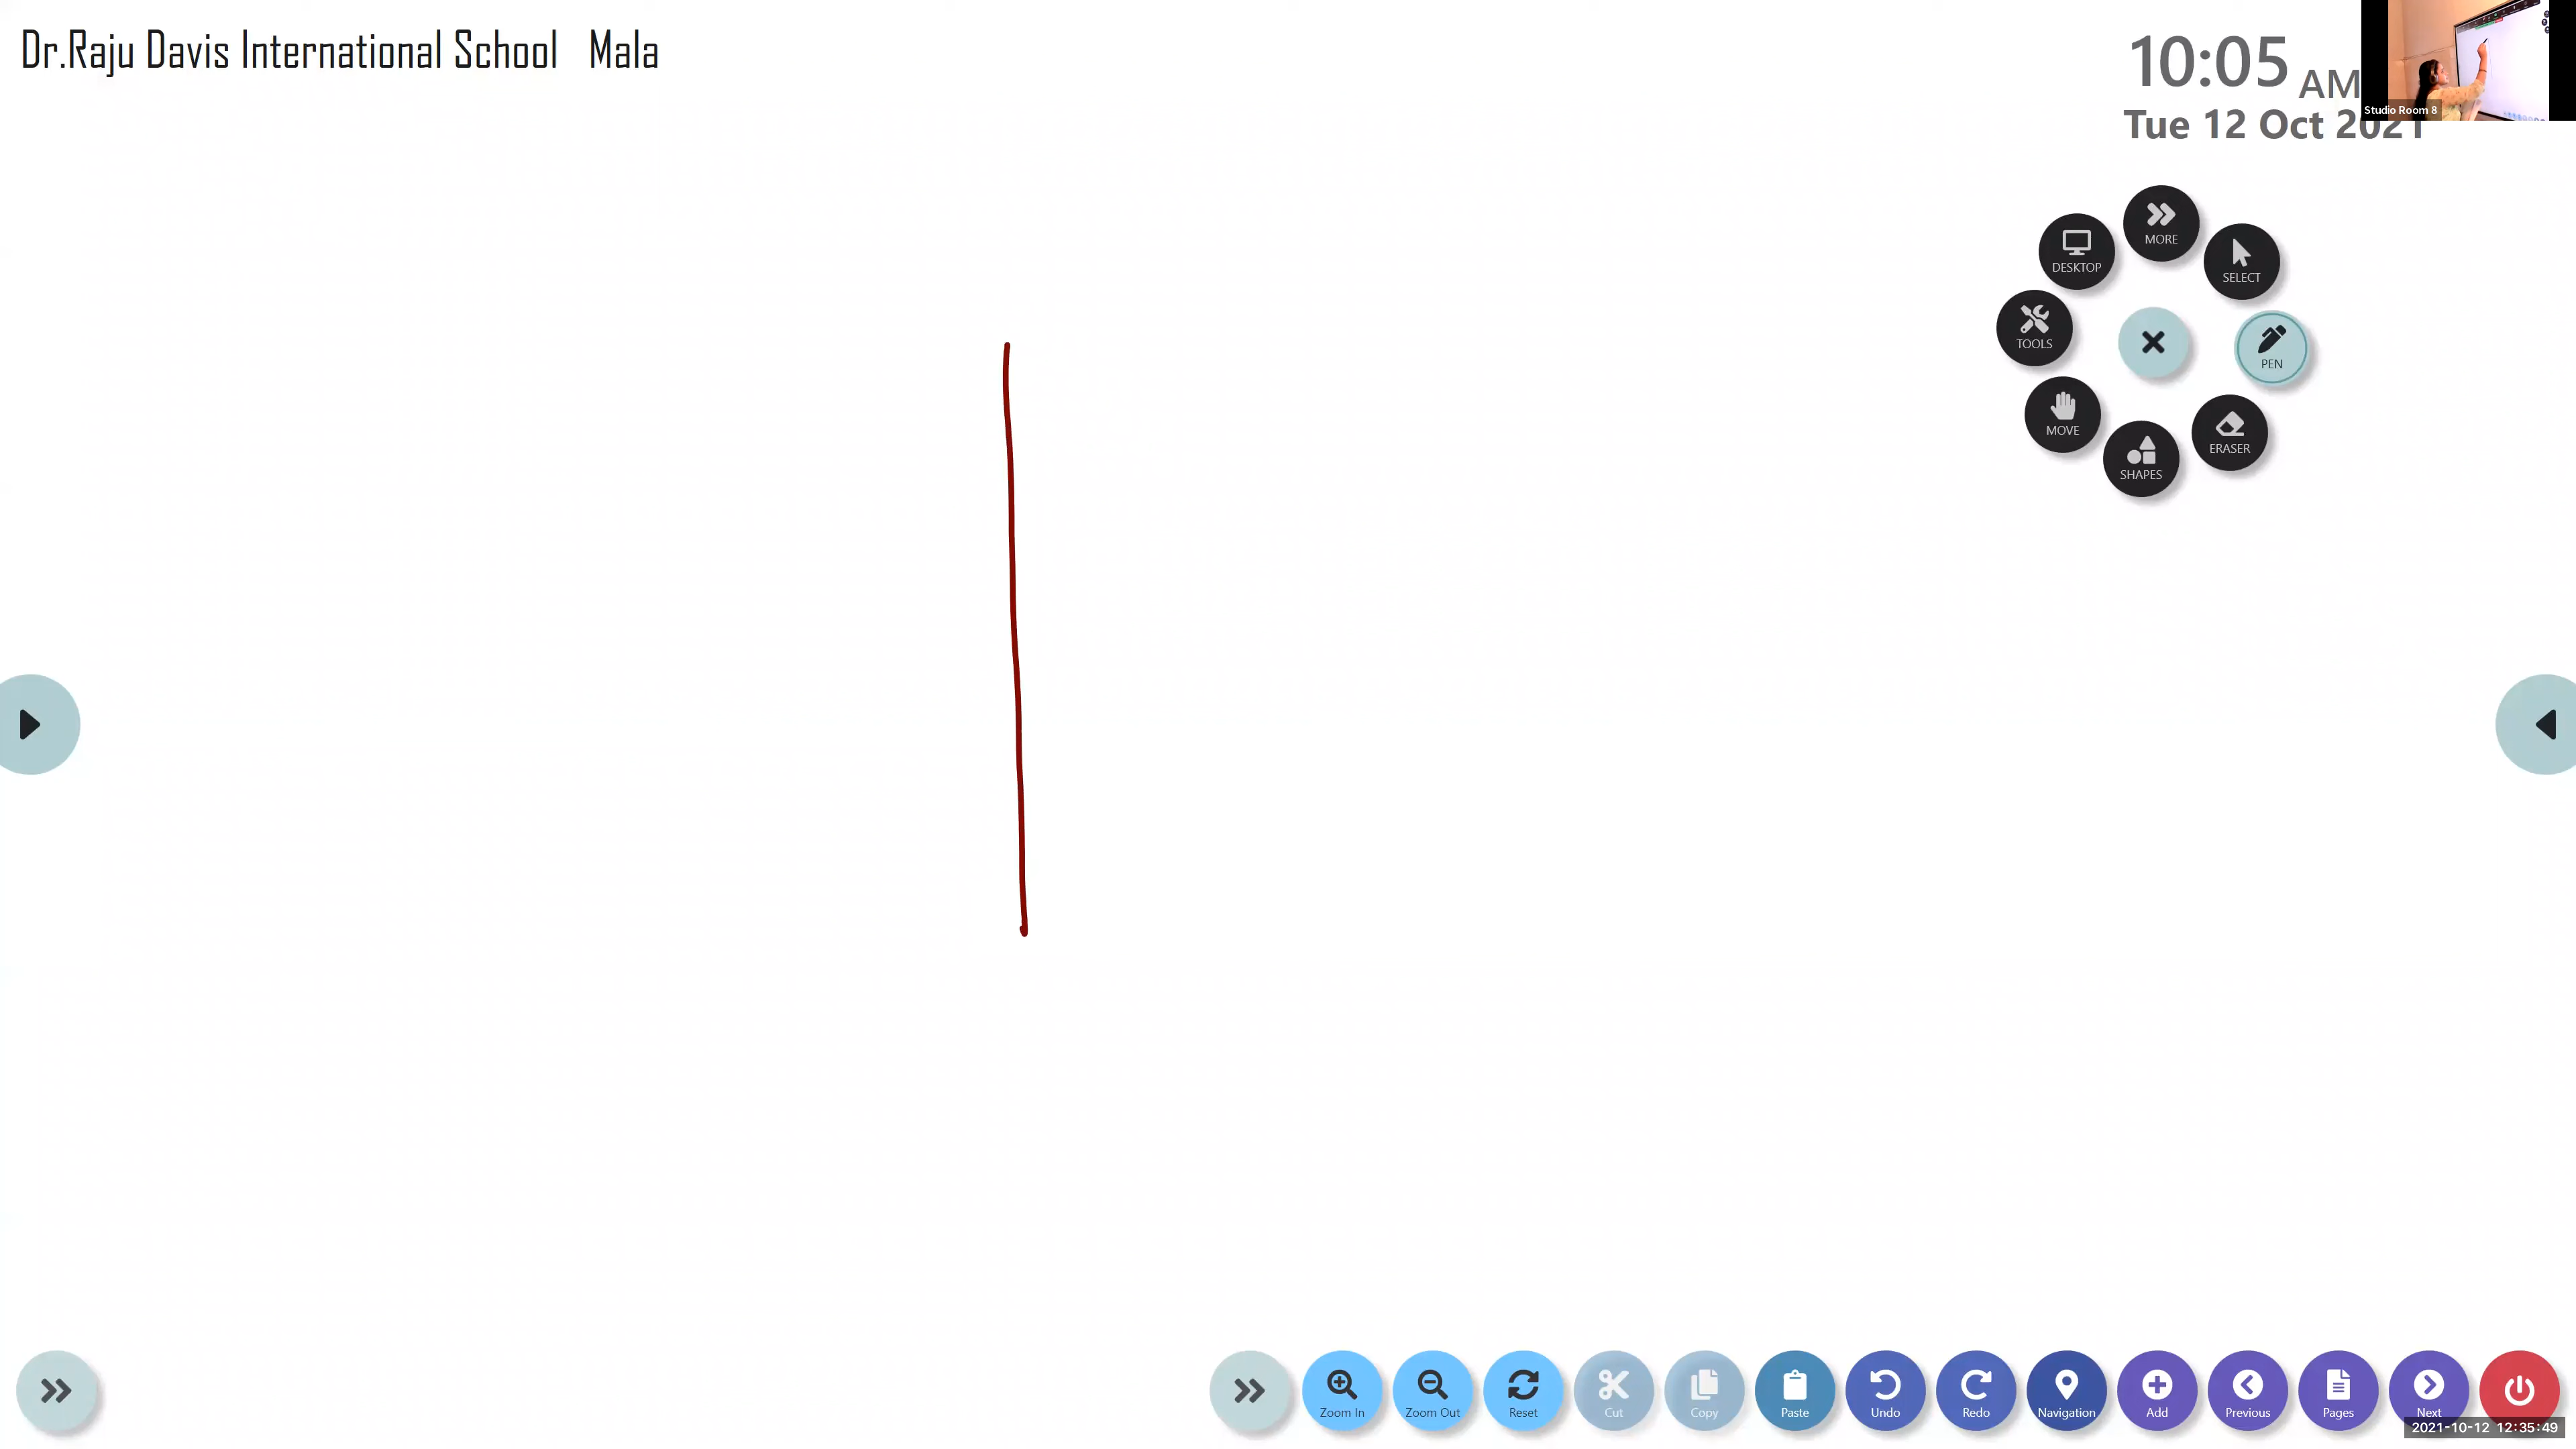 Dr.Raju Davis International School Mala
10:05 AM
Tue 12 Oct 2021
Studio Room 8
MORE
DESKTOP
SELECT
TOOLS
PEN
MOVE
ERASER
SHAPES
Zoom In
Zoom Out
Reset
Cut
Copy
Paste
Undo
Redo
Navigation
Add
Previous
Pages
Next
2021-10-12 12:35:49